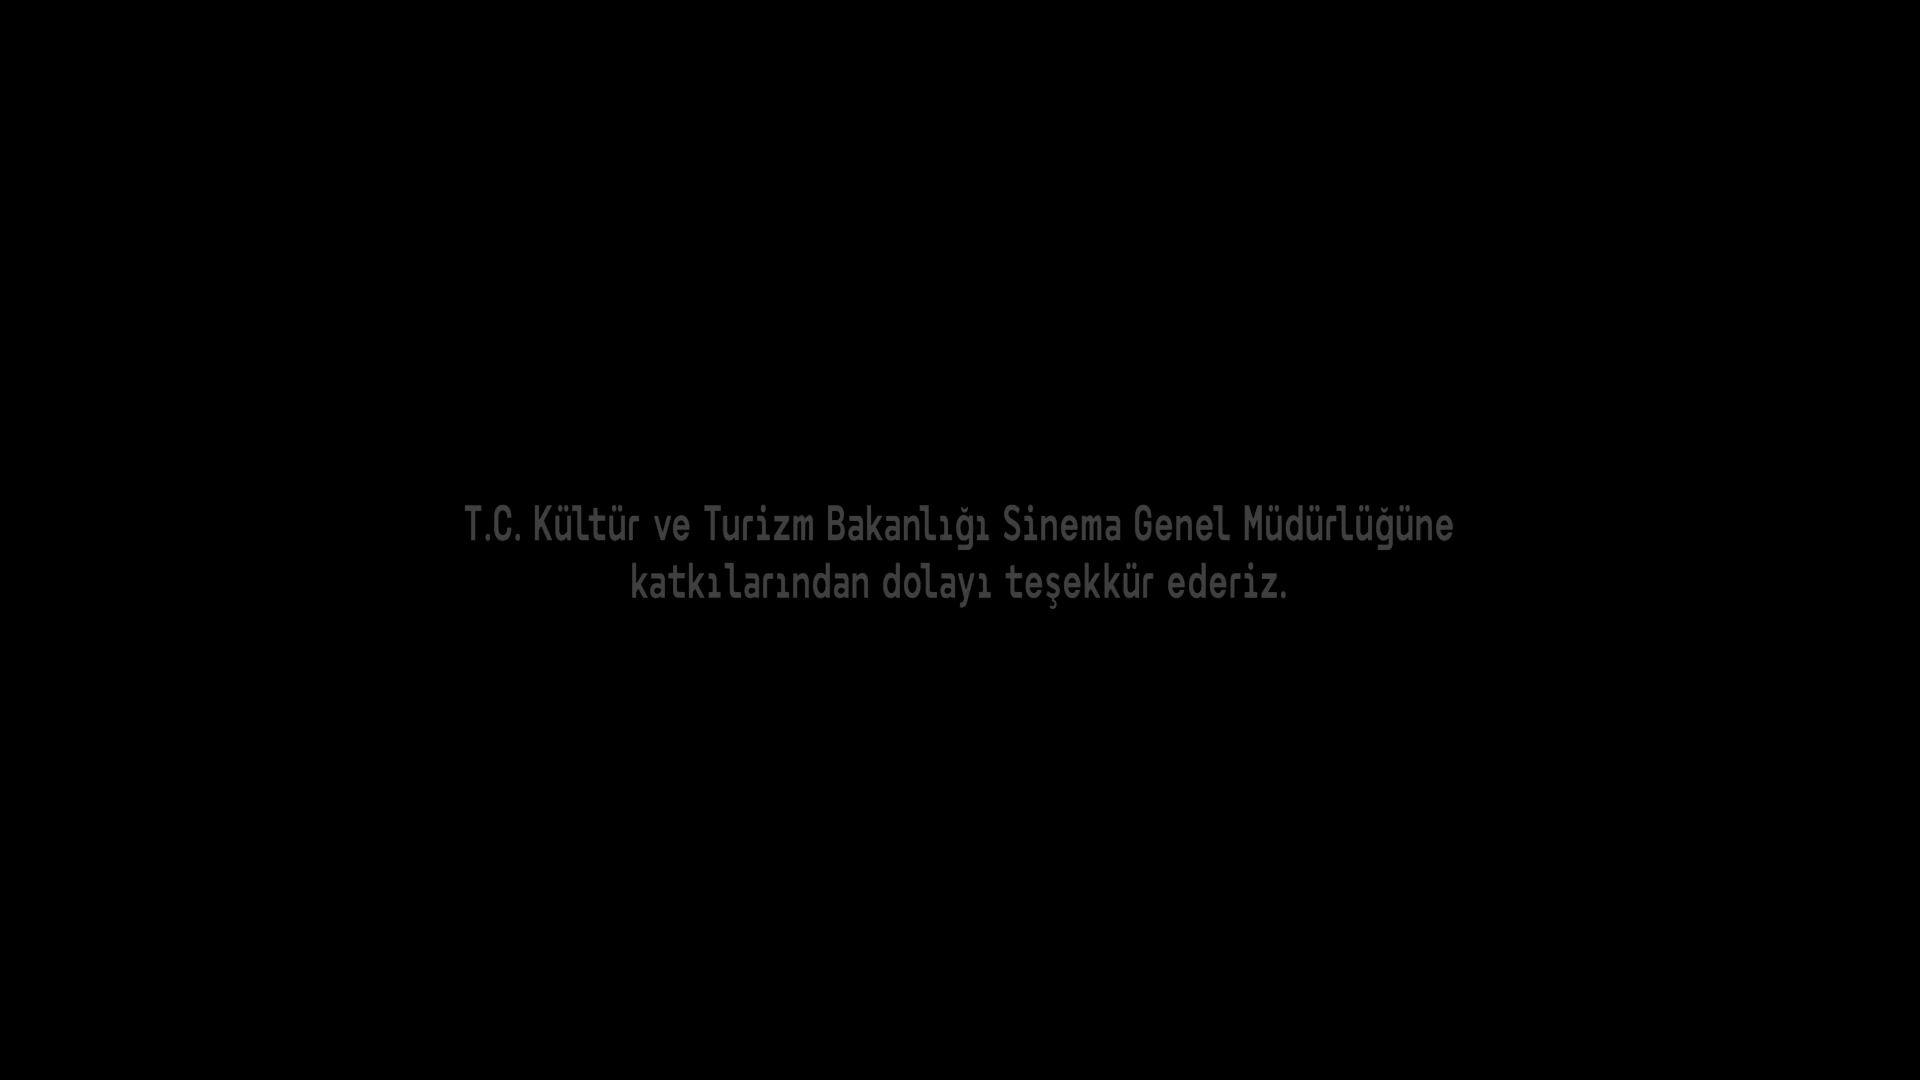 T.C. Kültür ve Turizm Bakanlığı Sinema Genel Müdürlüğüne
katkılarından dolayı teşekkür ederiz.